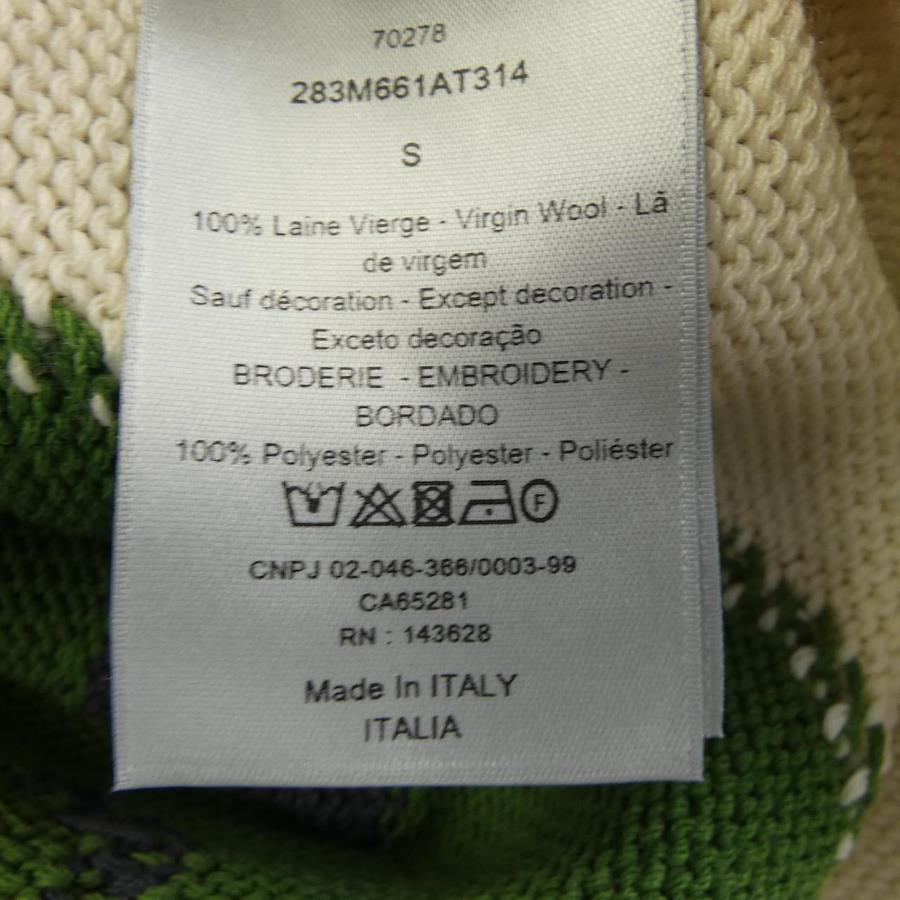 70278
283M661AT314
S
100% Laine Vierge - Virgin Wool - Lã
de virgem
Sauf décoration - Except decoration -
Exceto decoração
BRODERIE - EMBROIDERY -
BORDADO
100% Polyester - Polyester - Poliéster
F
CNPJ 02-046-366/0003-99
CA65281
RN : 143628
Made In ITALY
ITALIA